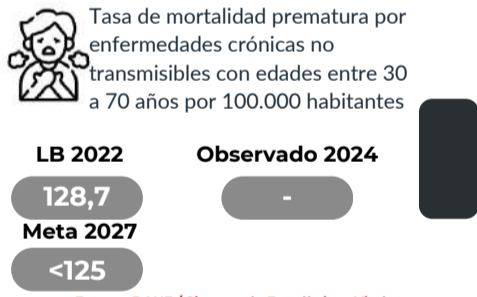 Tasa de mortalidad prematura por
enfermedades crónicas no
transmisibles con edades entre 30
a 70 años por 100.000 habitantes
LB 2022
Observado 2024
128,7
-
Meta 2027
<125